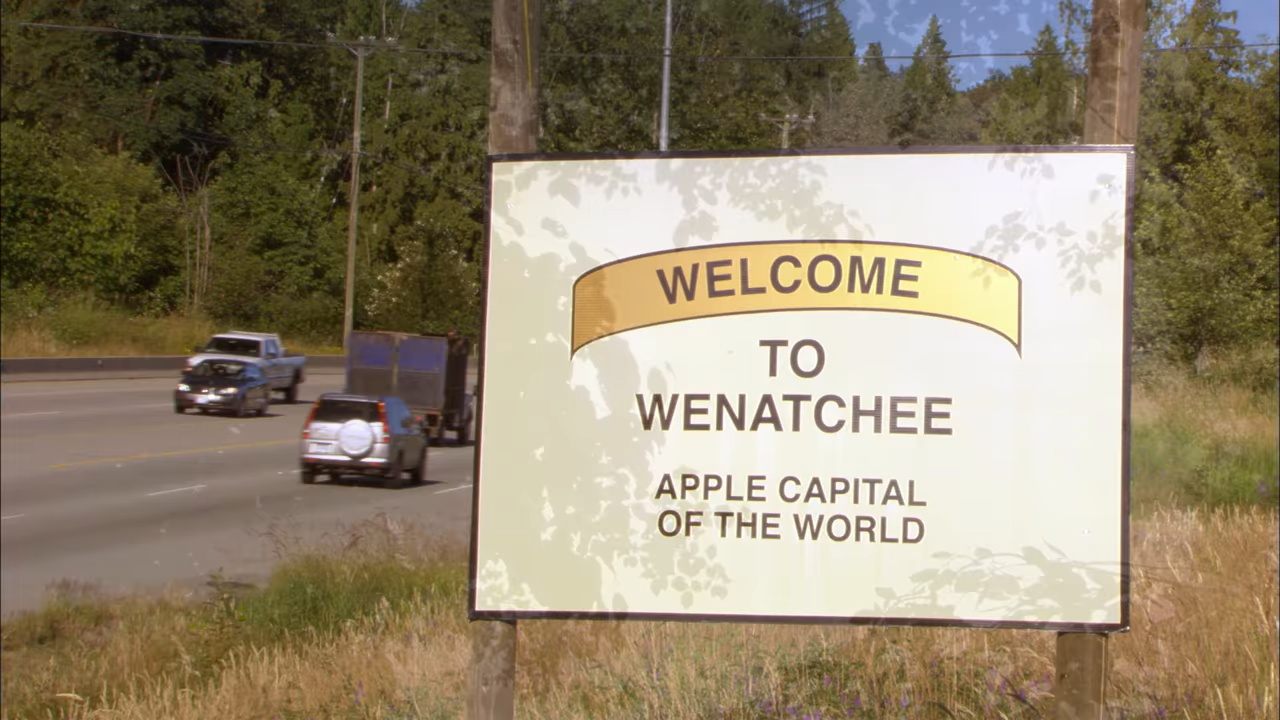 WELCOME
TO
WENATCHEE
APPLE CAPITAL
OF THE WORLD